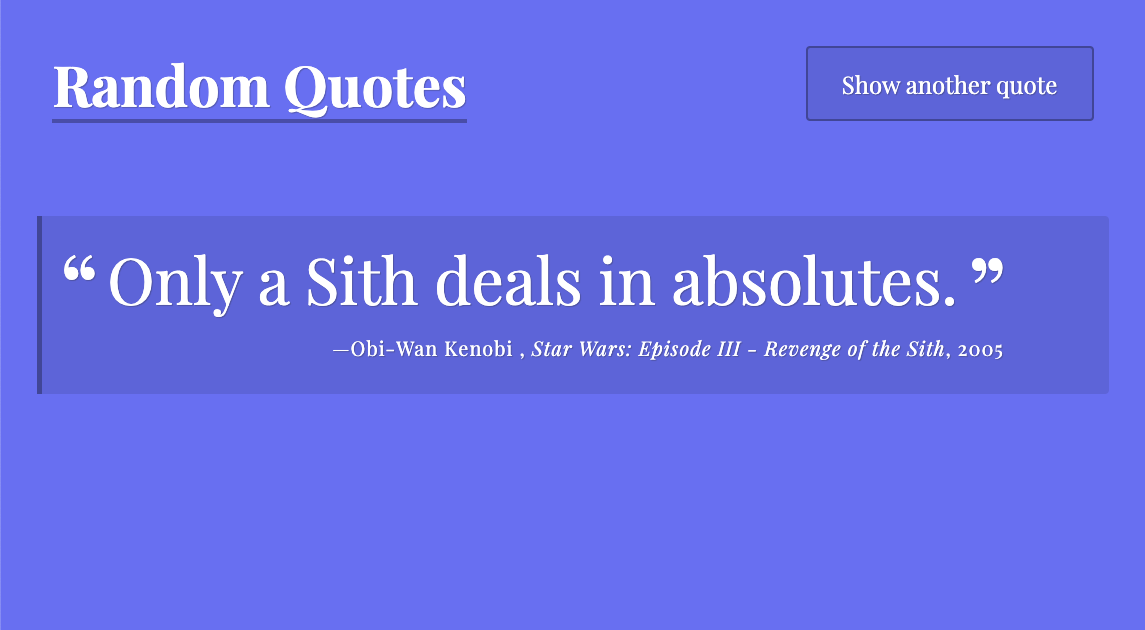 Random Quotes
Show another quote
“ Only a Sith deals in absolutes. ”
—Obi-Wan Kenobi , Star Wars: Episode III - Revenge of the Sith, 2005